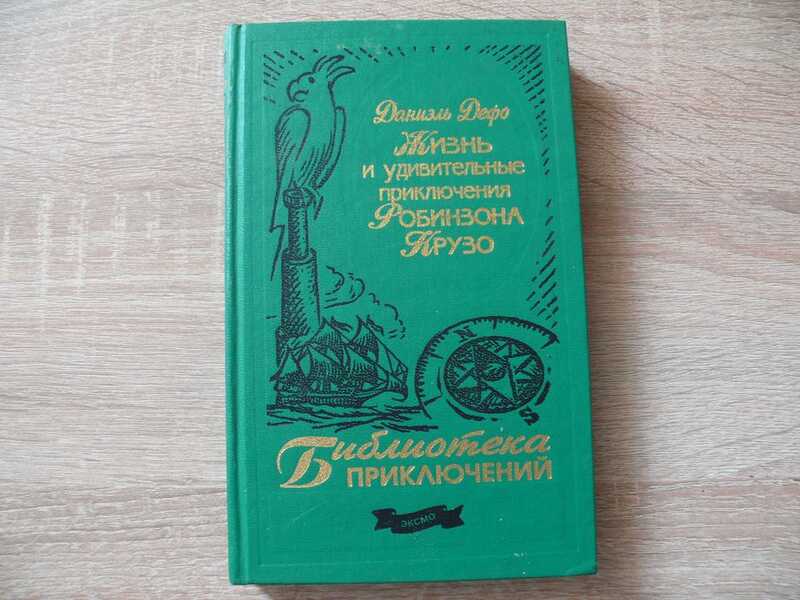 Даниэль Дефо
Жизнь
и удивительные
приключения
Робинзона
Крузо
N
S
Библиотека
ПРИКЛЮЧЕНИЙ
ЭКСМО